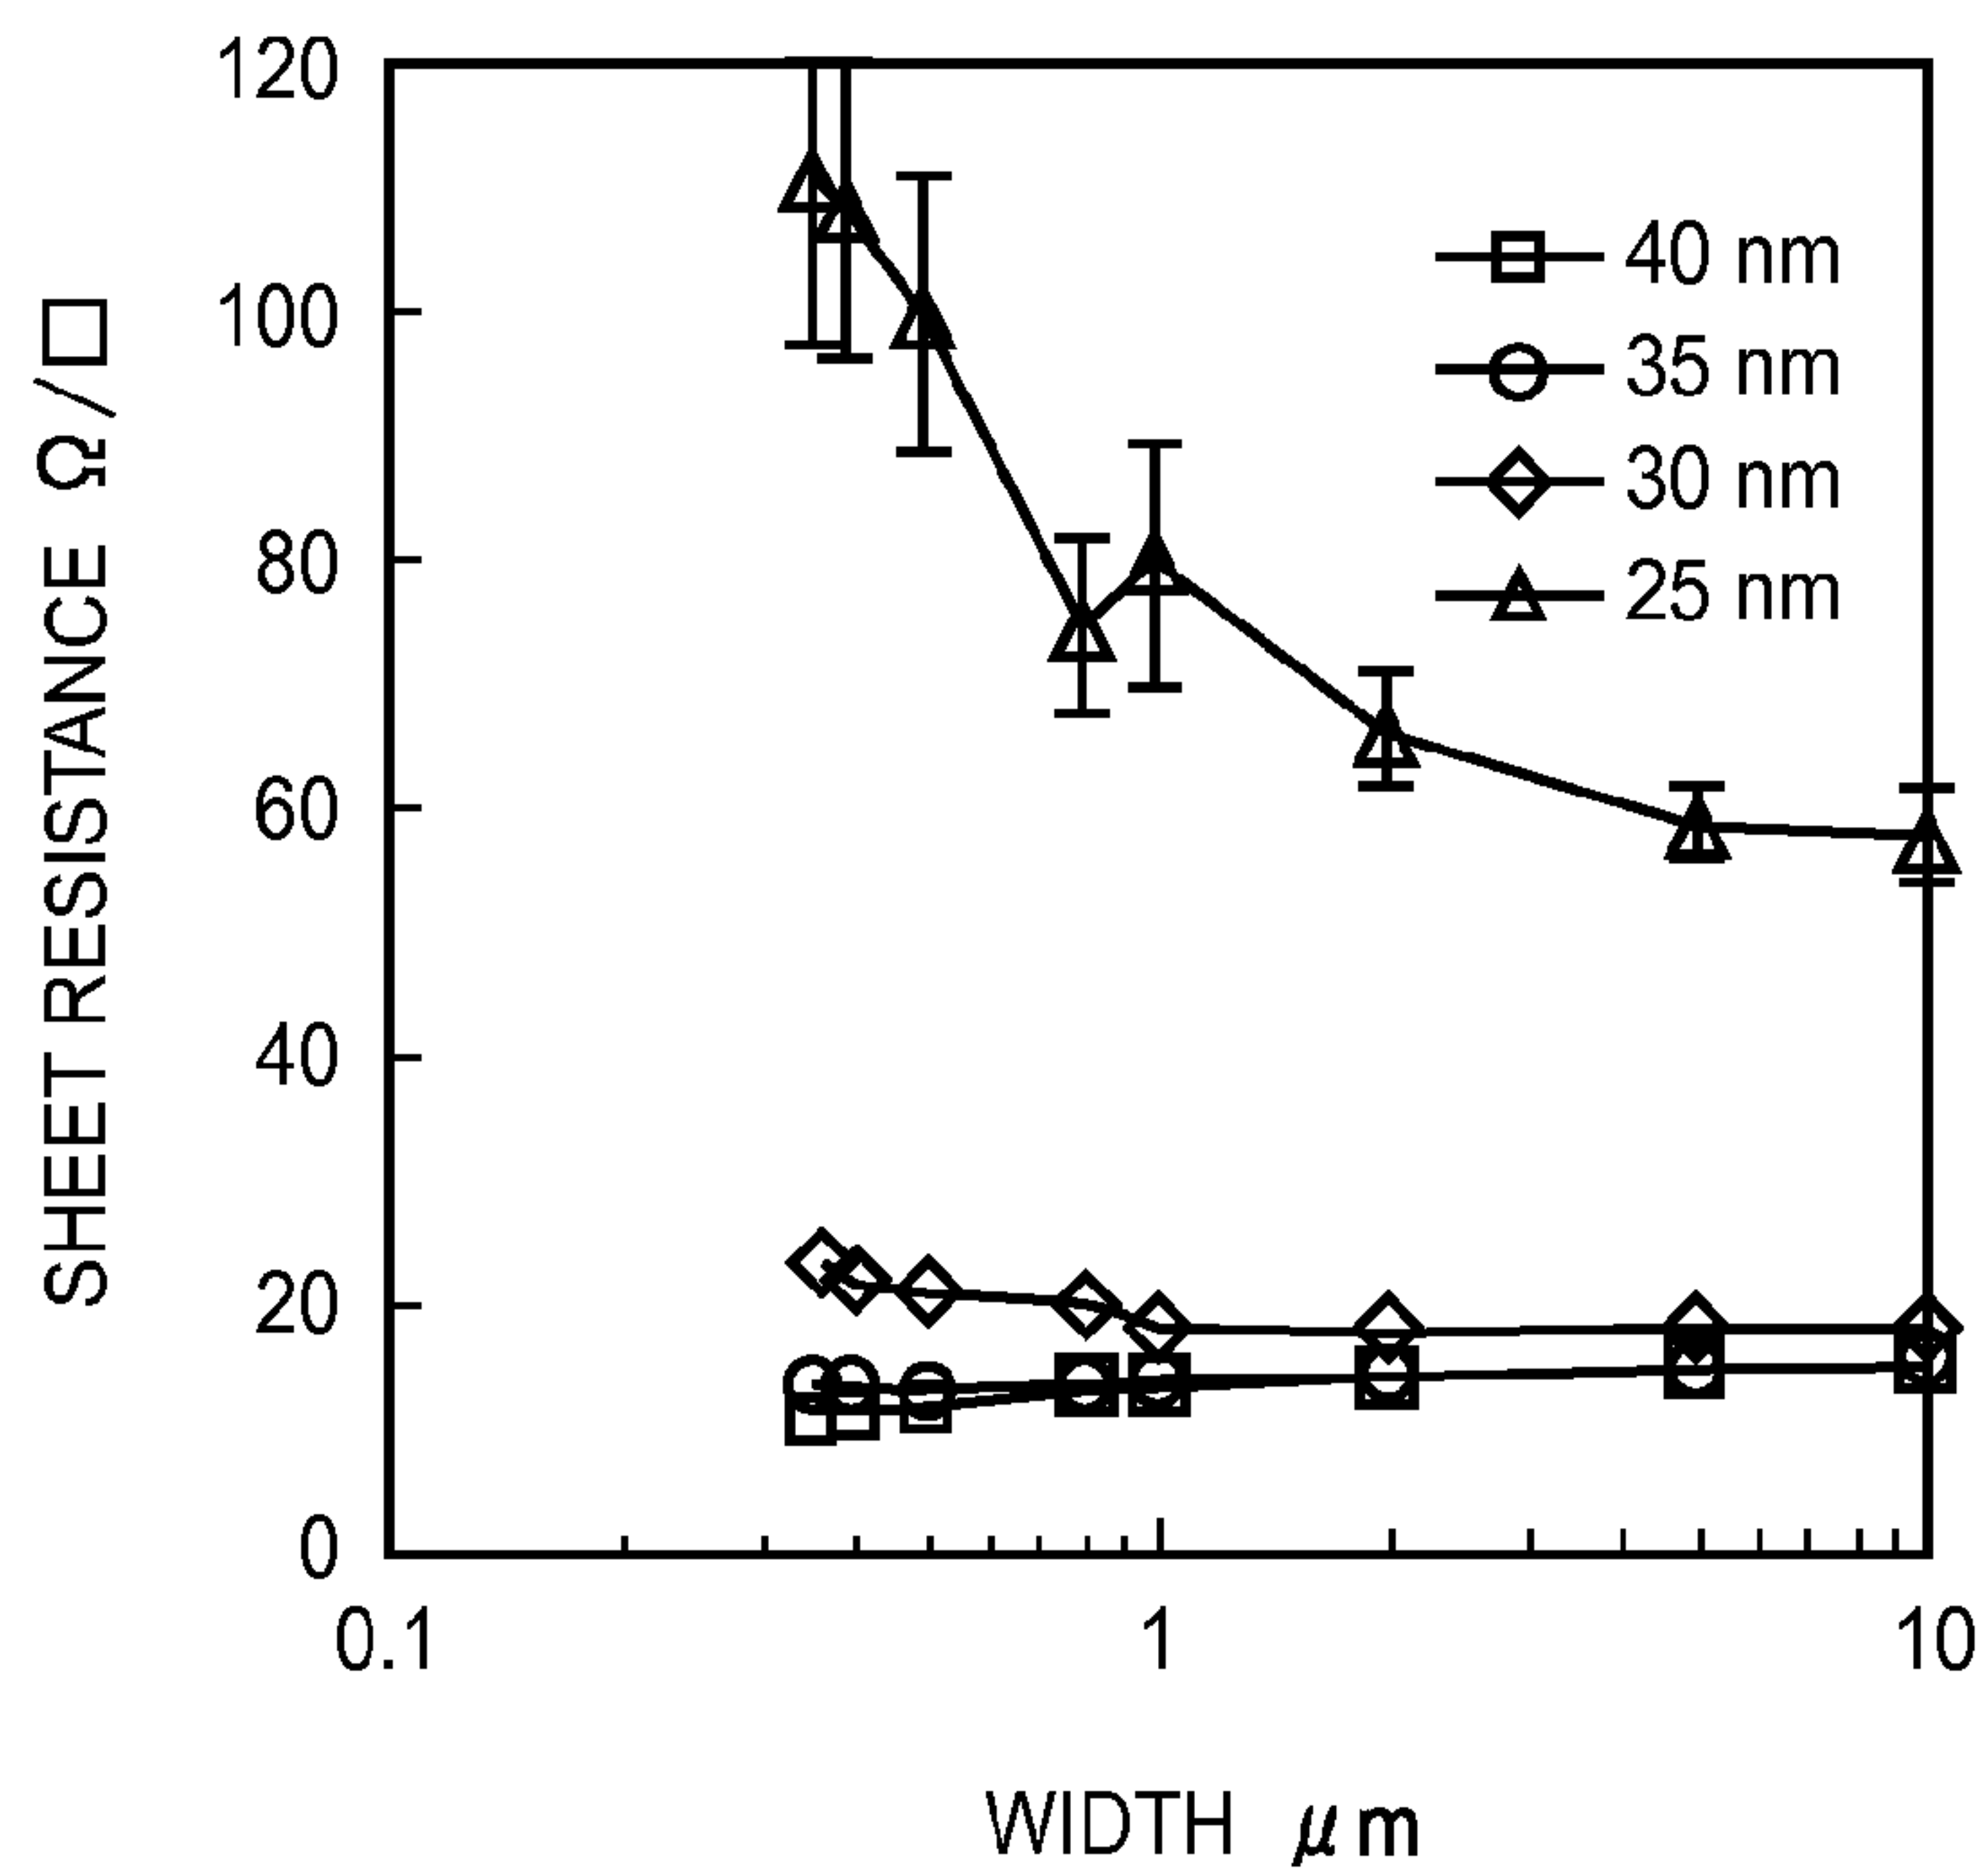 SHEET RESISTANCE Ω/□
120
100
80
60
40
20
0
40 nm
35 nm
30 nm
25 nm
0.1 1 10
WIDTH μm